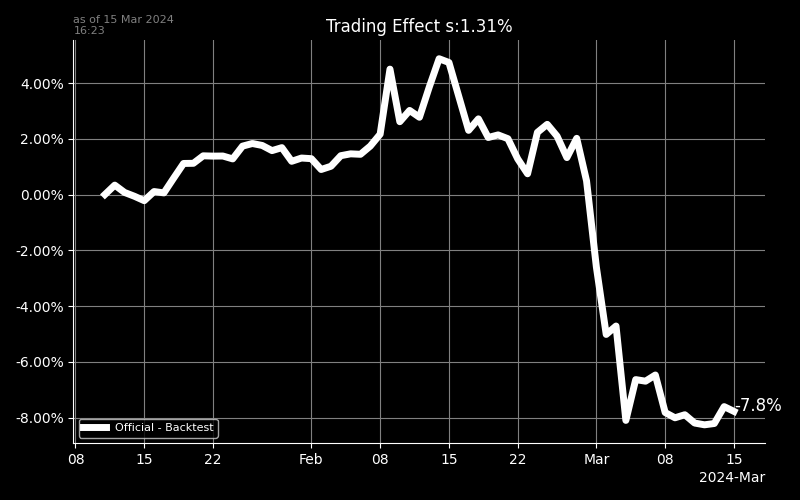 as of 15 Mar 2024
16:23
Trading Effect s:1.31%
4.00%
2.00%
0.00%
-2.00%
-4.00%
-6.00%
-8.00%
-7.8%
Official - Backtest
08 15 22 Feb 08 15 22 Mar 08 15
2024-Mar